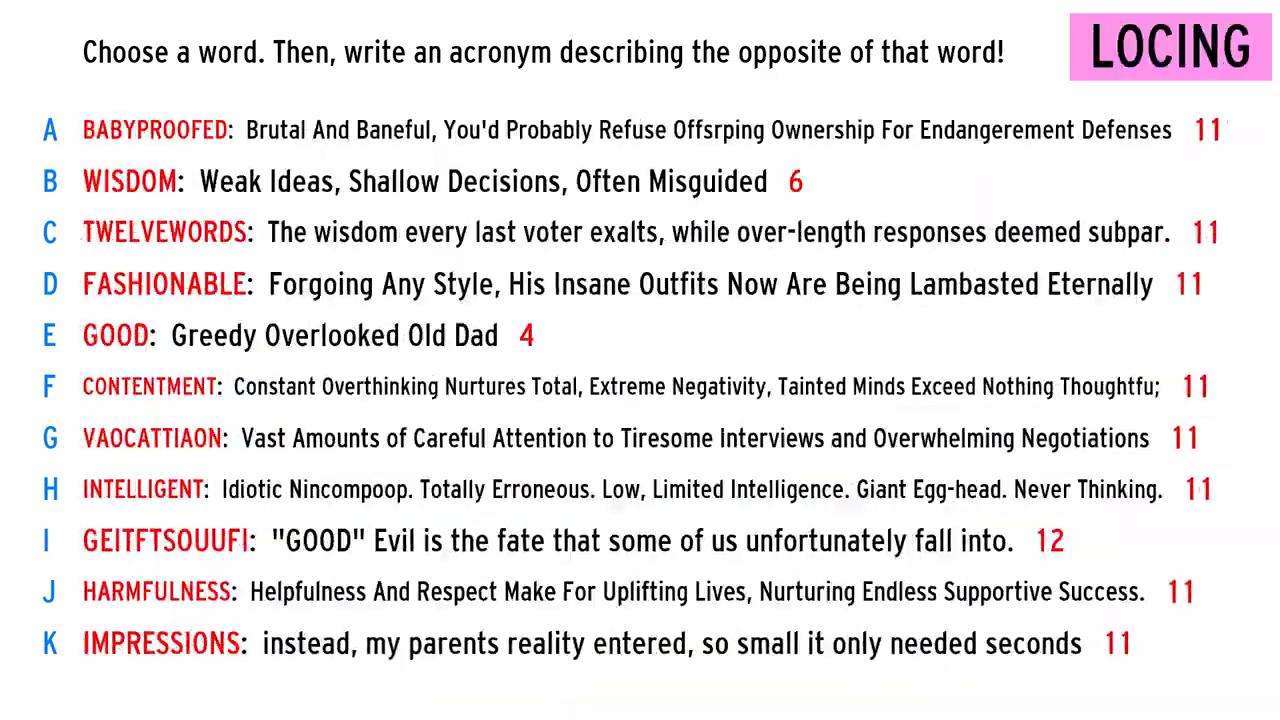 Choose a word. Then, write an acronym describing the opposite of that word!
LOCING
A BABYPROOFED: Brutal And Baneful, You'd Probably Refuse Offsrping Ownership For Endangerement Defenses 11
B WISDOM: Weak Ideas, Shallow Decisions, Often Misguided 6
C TWELVEWORDS: The wisdom every last voter exalts, while over-length responses deemed subpar. 11
D FASHIONABLE: Forgoing Any Style, His Insane Outfits Now Are Being Lambasted Eternally 11
E GOOD: Greedy Overlooked Old Dad 4
F CONTENTMENT: Constant Overthinking Nurtures Total, Extreme Negativity, Tainted Minds Exceed Nothing Thoughtfu; 11
G VAOCATTIAON: Vast Amounts of Careful Attention to Tiresome Interviews and Overwhelming Negotiations 11
H INTELLIGENT: Idiotic Nincompoop. Totally Erroneous. Low, Limited Intelligence. Giant Egg-head. Never Thinking. 11
I GEITFTSOUUFI: "GOOD" Evil is the fate that some of us unfortunately fall into. 12
J HARMFULNESS: Helpfulness And Respect Make For Uplifting Lives, Nurturing Endless Supportive Success. 11
K IMPRESSIONS: instead, my parents reality entered, so small it only needed seconds 11